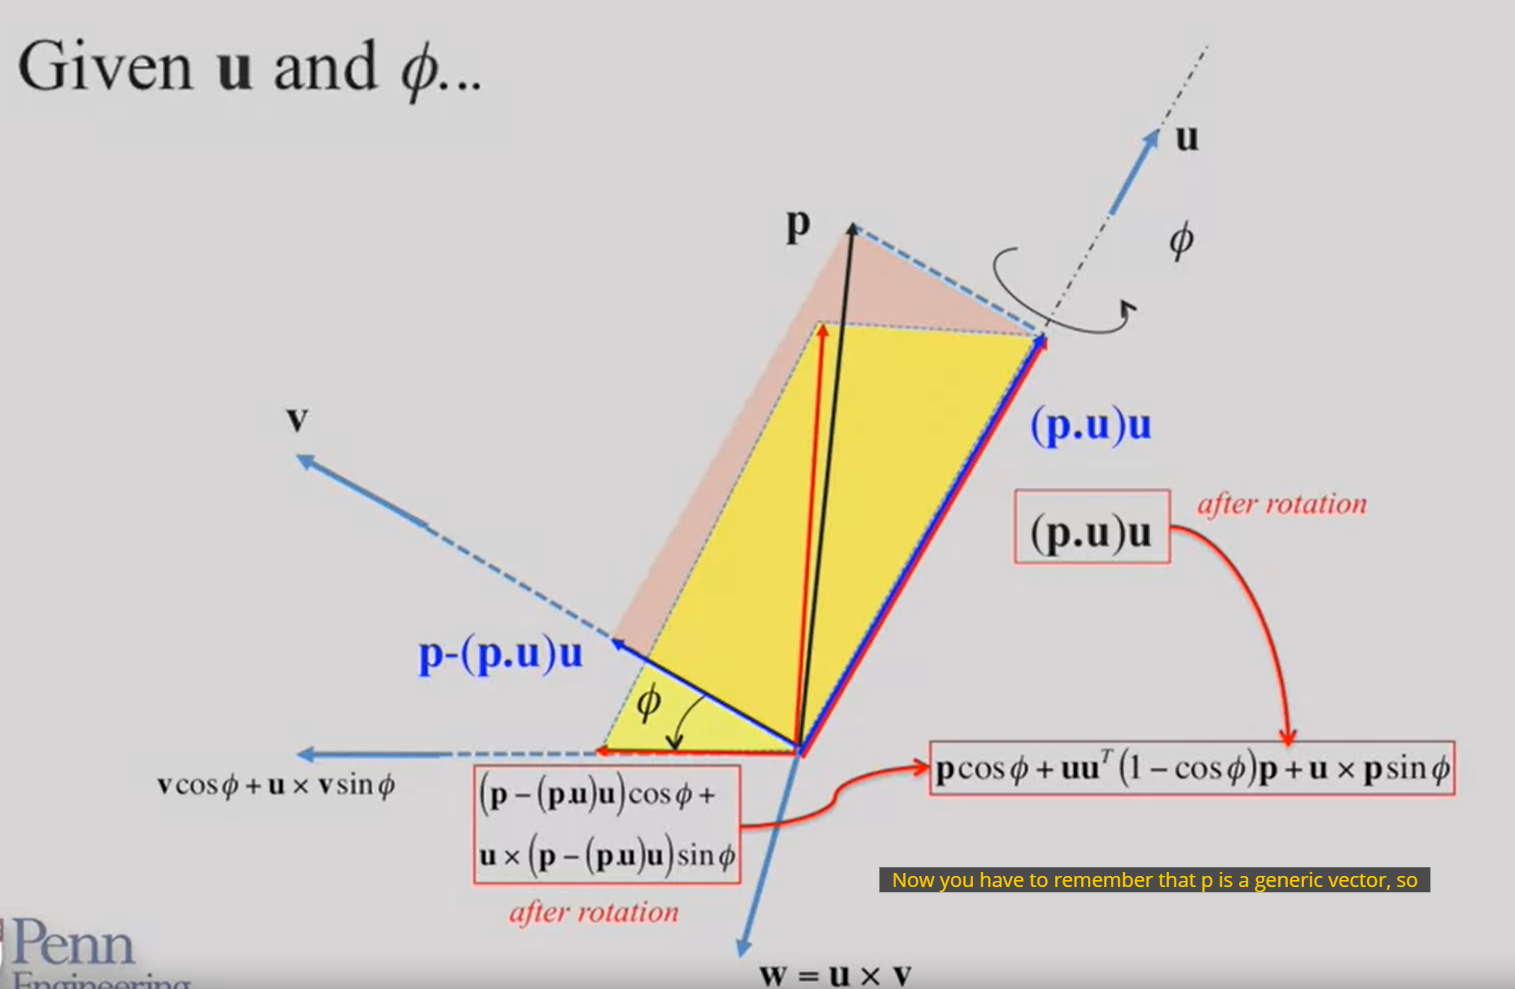 Given u and ϕ...
u
p
ϕ
v
(p.u)u
after rotation
(p.u)u
p-(p.u)u
ϕ
v cos ϕ + u × v sin ϕ
(p − (p.u)u)cos ϕ +
u × (p − (p.u)u)sin ϕ
p cos ϕ + uuᵀ (1 − cos ϕ)p + u × p sin ϕ
Now you have to remember that p is a generic vector, so
after rotation
Penn
Engineering
w = u × v